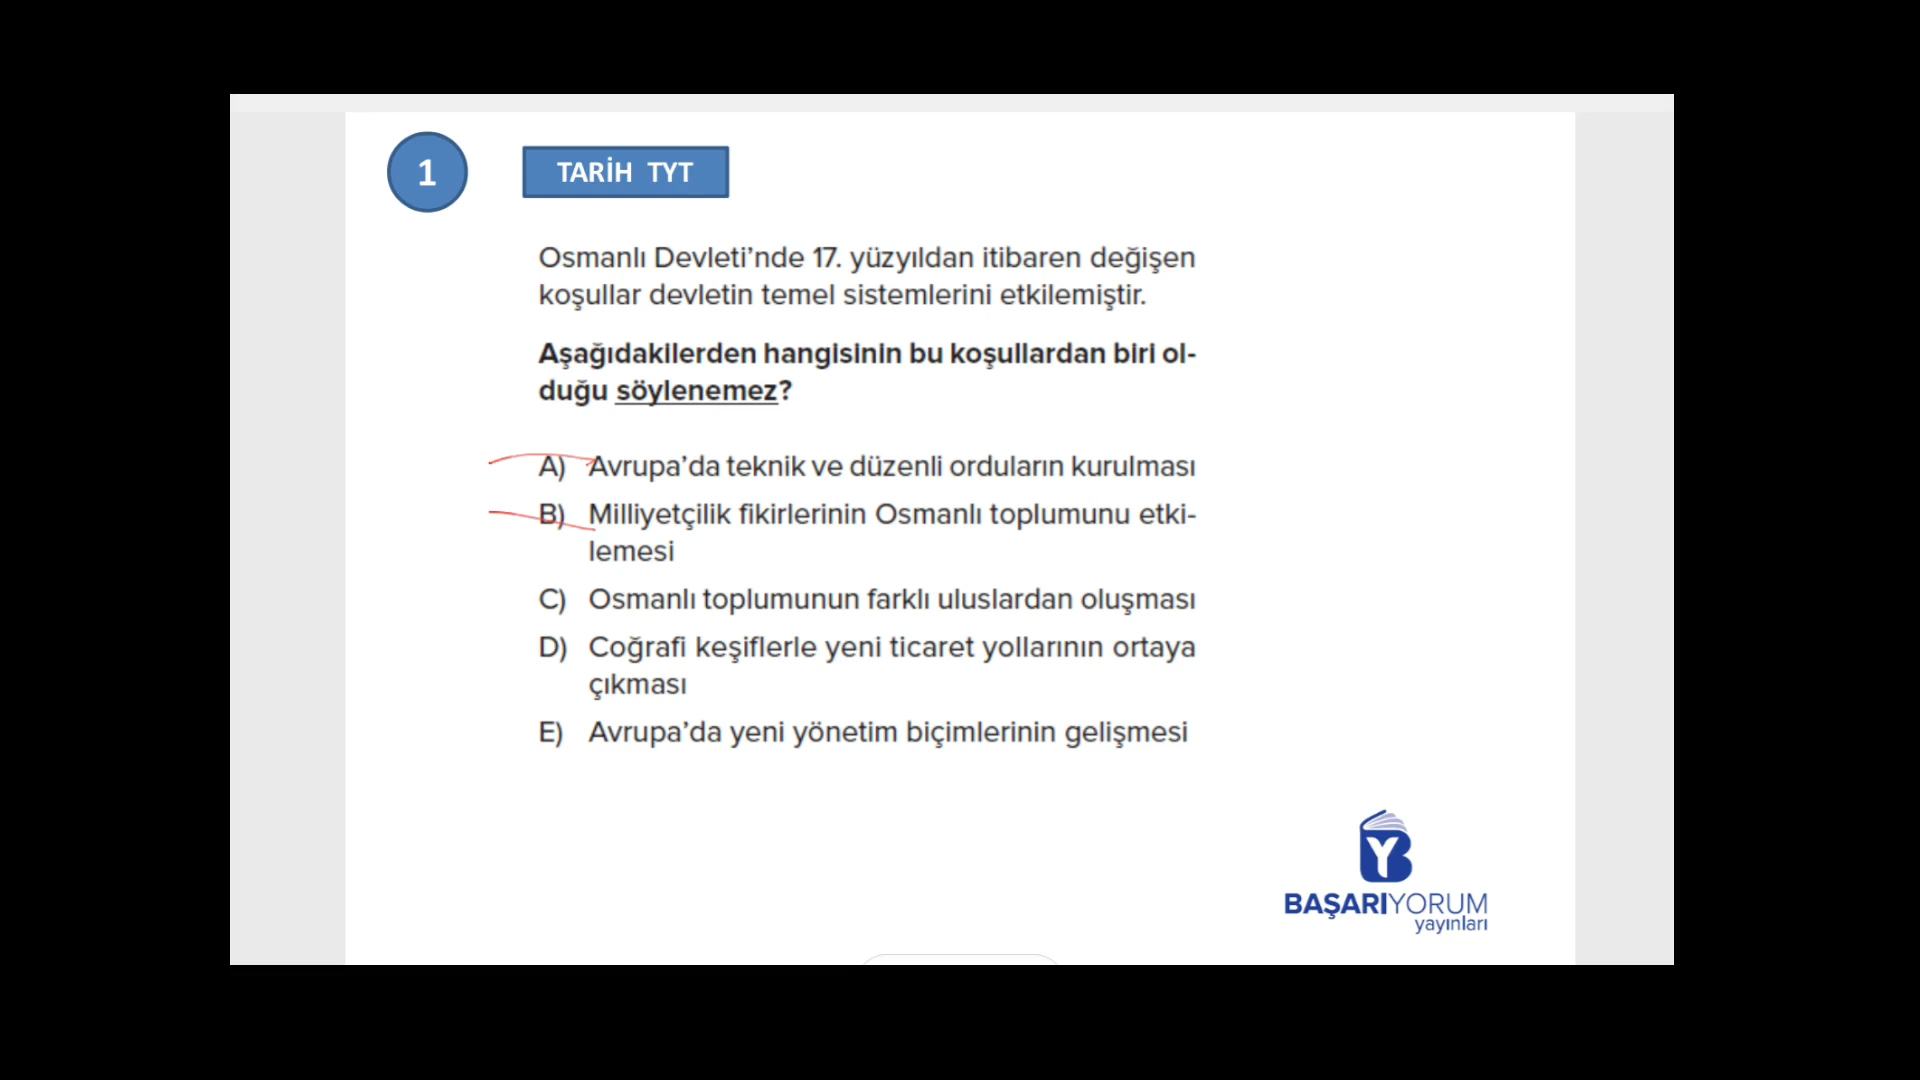 1
TARİH TYT
Osmanlı Devleti’nde 17. yüzyıldan itibaren değişen
koşullar devletin temel sistemlerini etkilemiştir.
Aşağıdakilerden hangisinin bu koşullardan biri ol-
duğu söylenemez?
A) Avrupa’da teknik ve düzenli orduların kurulması
B) Milliyetçilik fikirlerinin Osmanlı toplumunu etki-
lemesi
C) Osmanlı toplumunun farklı uluslardan oluşması
D) Coğrafi keşiflerle yeni ticaret yollarının ortaya
çıkması
E) Avrupa’da yeni yönetim biçimlerinin gelişmesi
BAŞARIYORUM
yayınları